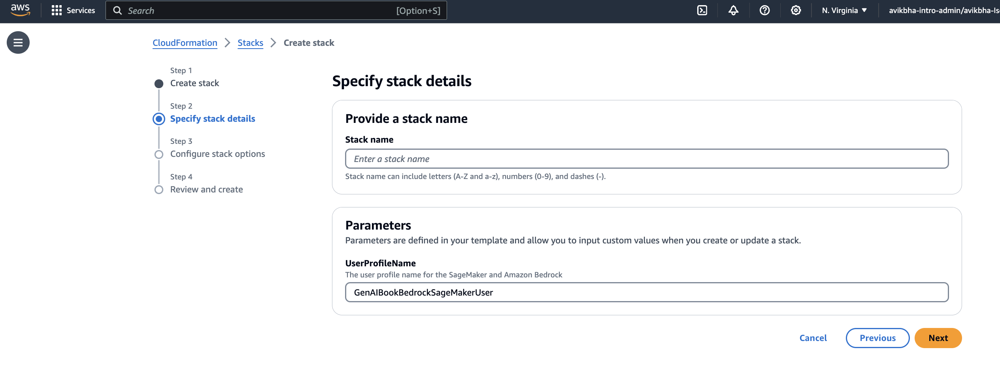 aws
Services
Search
[Option+S]
N. Virginia
avikbha-intro-admin/avikbha-Is
CloudFormation
Stacks
Create stack
Step 1
Create stack
Step 2
Specify stack details
Step 3
Configure stack options
Step 4
Review and create
Specify stack details
Provide a stack name
Stack name
Enter a stack name
Stack name can include letters (A-Z and a-z), numbers (0-9), and dashes (-).
Parameters
Parameters are defined in your template and allow you to input custom values when you create or update a stack.
UserProfileName
The user profile name for the SageMaker and Amazon Bedrock
GenAIBookBedrockSageMakerUser
Cancel
Previous
Next